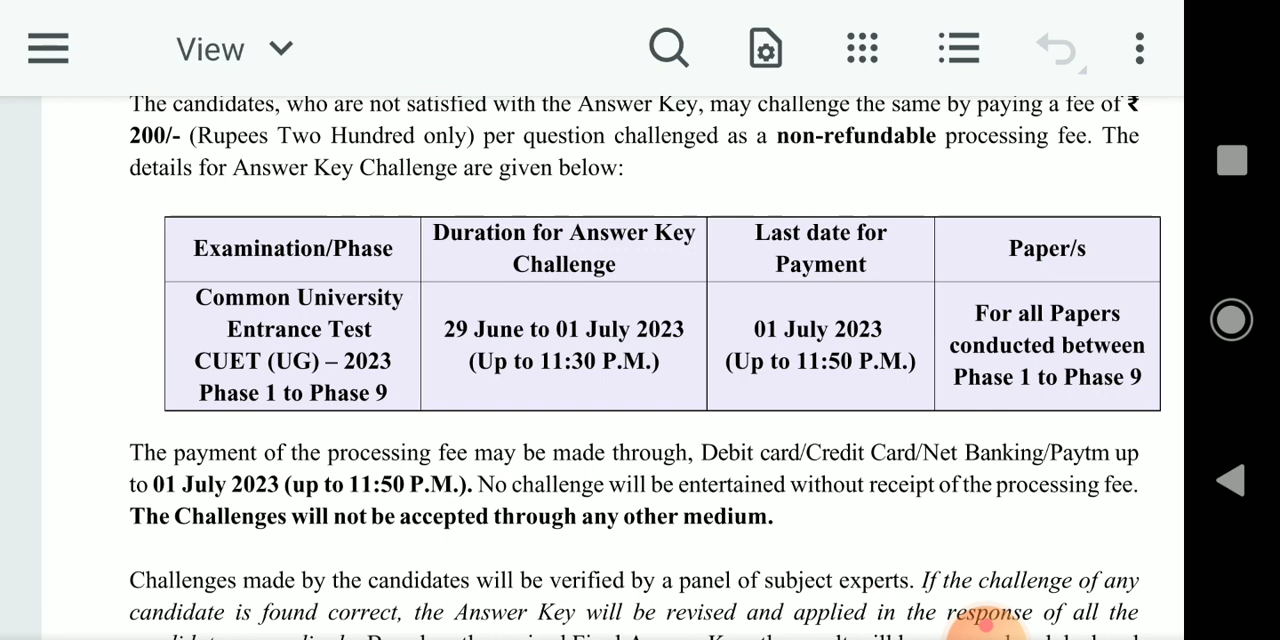 View
The candidates, who are not satisfied with the Answer Key, may challenge the same by paying a fee of ₹
200/- (Rupees Two Hundred only) per question challenged as a non-refundable processing fee. The
details for Answer Key Challenge are given below:
Examination/Phase
Duration for Answer Key
Challenge
Last date for
Payment
Paper/s
Common University
Entrance Test
CUET (UG) – 2023
Phase 1 to Phase 9
29 June to 01 July 2023
(Up to 11:30 P.M.)
01 July 2023
(Up to 11:50 P.M.)
For all Papers
conducted between
Phase 1 to Phase 9
The payment of the processing fee may be made through, Debit card/Credit Card/Net Banking/Paytm up
to 01 July 2023 (up to 11:50 P.M.). No challenge will be entertained without receipt of the processing fee.
The Challenges will not be accepted through any other medium.
Challenges made by the candidates will be verified by a panel of subject experts. If the challenge of any
candidate is found correct, the Answer Key will be revised and applied in the response of all the